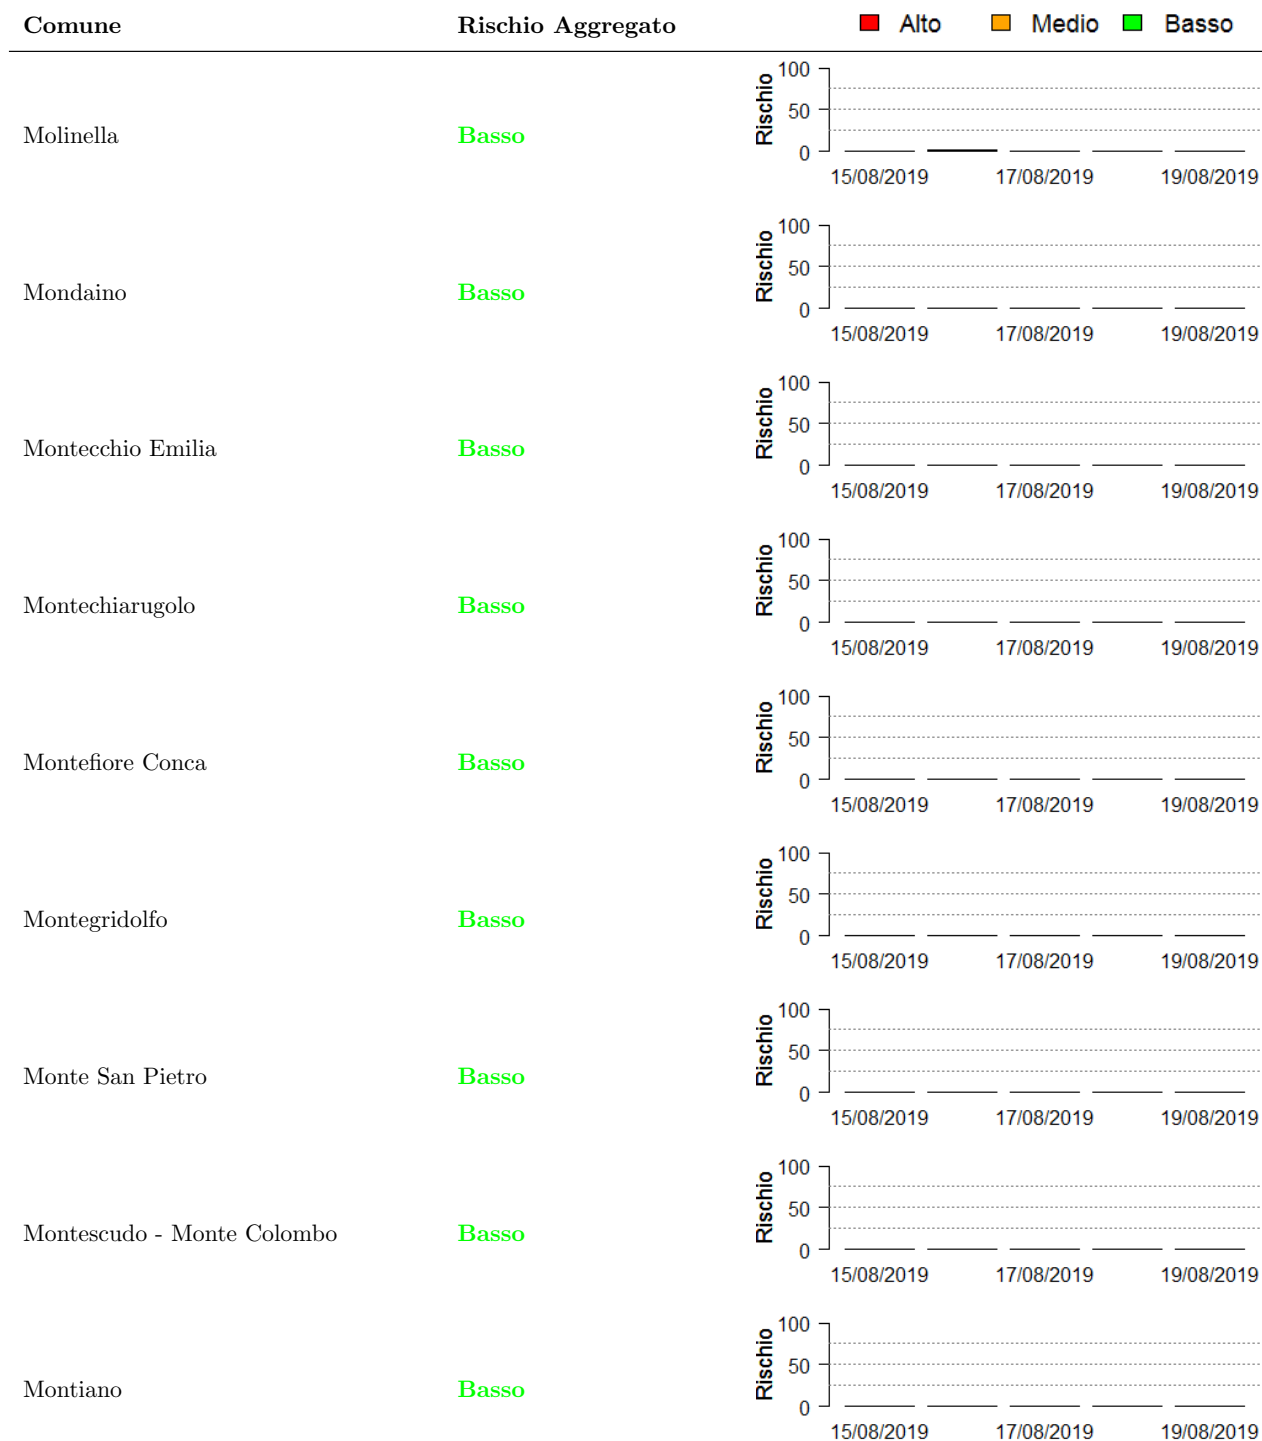 Comune Rischio Aggregato Alto Medio Basso
Molinella Basso Rischio 100 50 0
15/08/2019 17/08/2019 19/08/2019
Mondaino Basso Rischio 100 50 0
15/08/2019 17/08/2019 19/08/2019
Montecchio Emilia Basso Rischio 100 50 0
15/08/2019 17/08/2019 19/08/2019
Montechiarugolo Basso Rischio 100 50 0
15/08/2019 17/08/2019 19/08/2019
Montefiore Conca Basso Rischio 100 50 0
15/08/2019 17/08/2019 19/08/2019
Montegridolfo Basso Rischio 100 50 0
15/08/2019 17/08/2019 19/08/2019
Monte San Pietro Basso Rischio 100 50 0
15/08/2019 17/08/2019 19/08/2019
Montescudo - Monte Colombo Basso Rischio 100 50 0
15/08/2019 17/08/2019 19/08/2019
Montiano Basso Rischio 100 50 0
15/08/2019 17/08/2019 19/08/2019